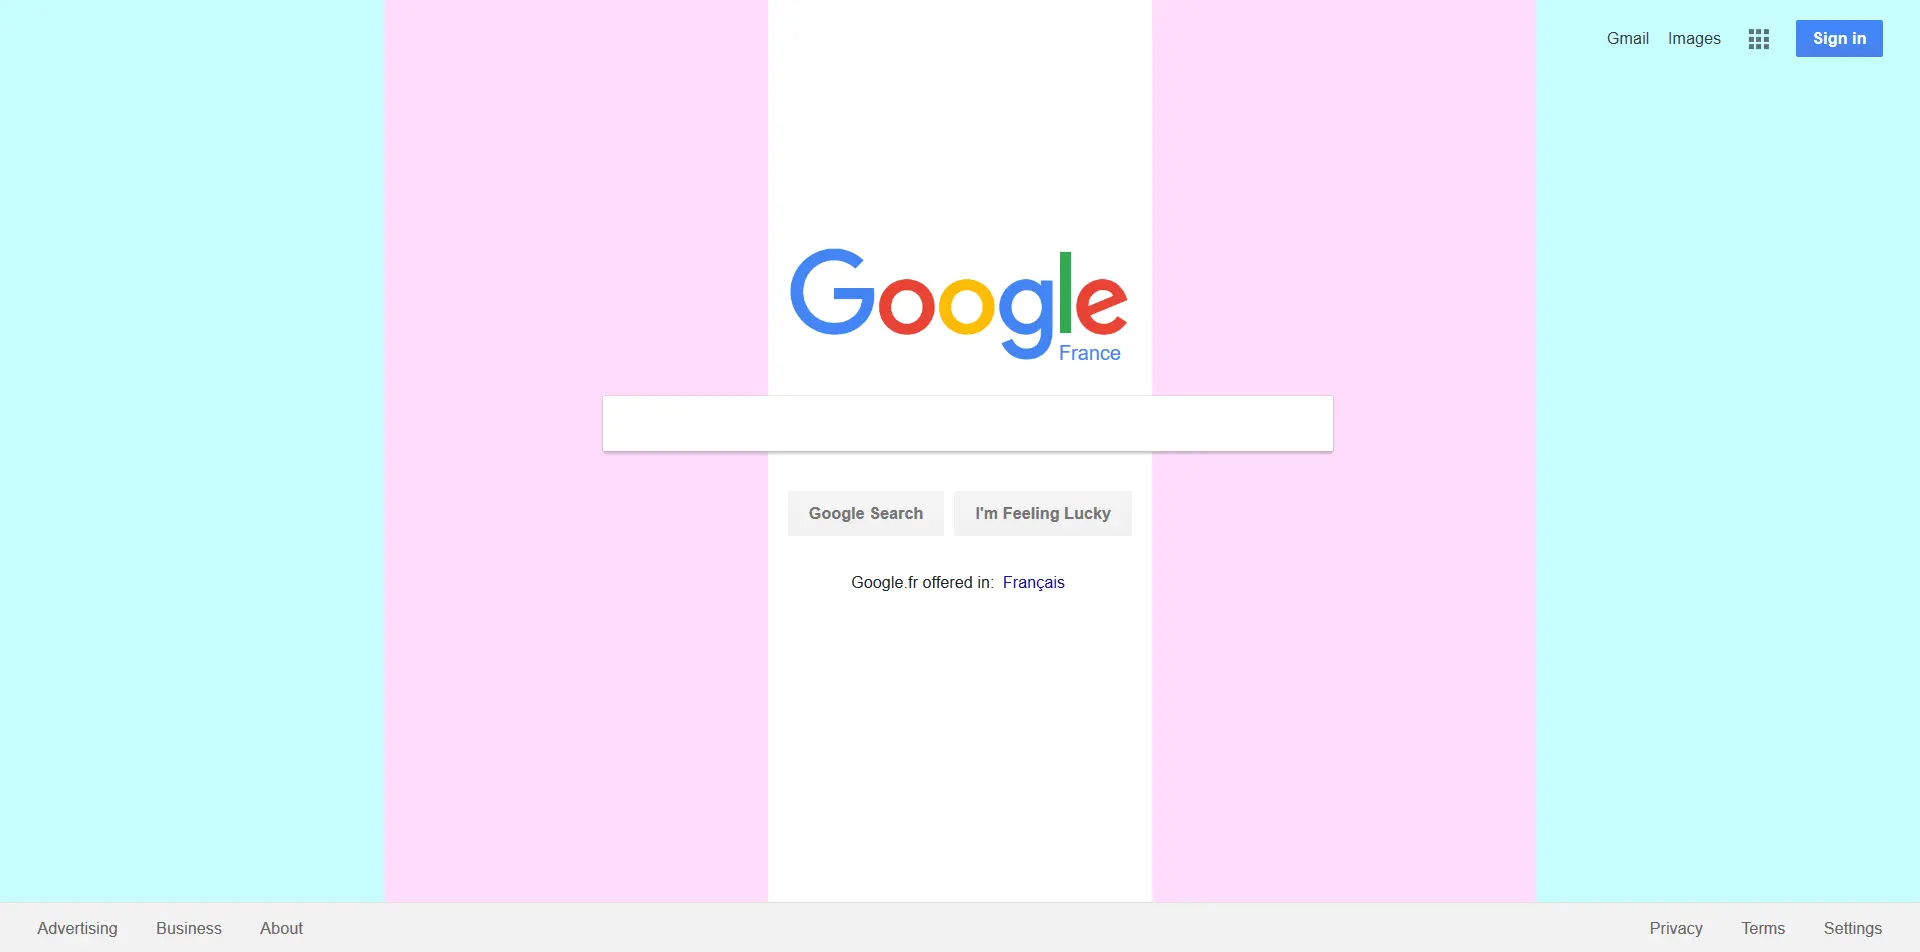 Gmail Images Sign in
Google
France
Google Search I'm Feeling Lucky
Google.fr offered in: Français
Advertising Business About Privacy Terms Settings